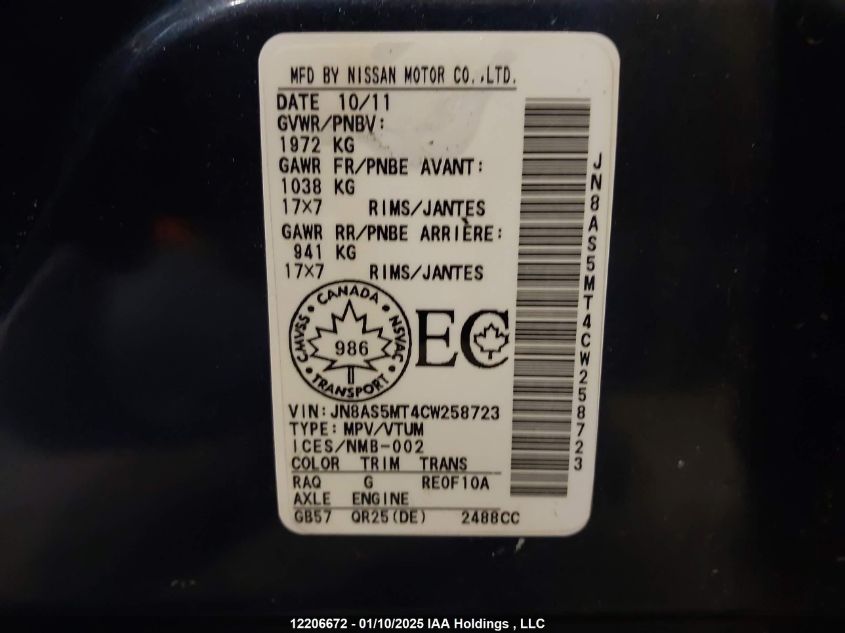 MFD BY NISSAN MOTOR CO.,LTD.
DATE 10/11
GVWR/PNBV:
1972 KG
GAWR FR/PNBE AVANT:
1038 KG
17×7 RIMS/JANTES
GAWR RR/PNBE ARRIÈRE:
941 KG
17×7 RIMS/JANTES
CANADA
CMVSS 986 NSVAC
TRANSPORT
EC
VIN: JN8AS5MT4CW258723
TYPE: MPV/VTUM
ICES/NMB-002
COLOR TRIM TRANS
RAQ G RE0F10A
AXLE ENGINE
GB57 QR25(DE) 2488CC
JN8AS5MT4CW258723
12206672 - 01/10/2025 IAA Holdings , LLC